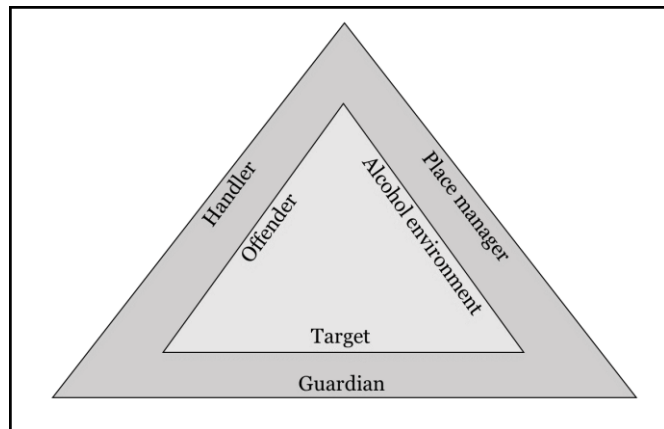 Handler
Place manager
Offender
Alcohol environment
Target
Guardian